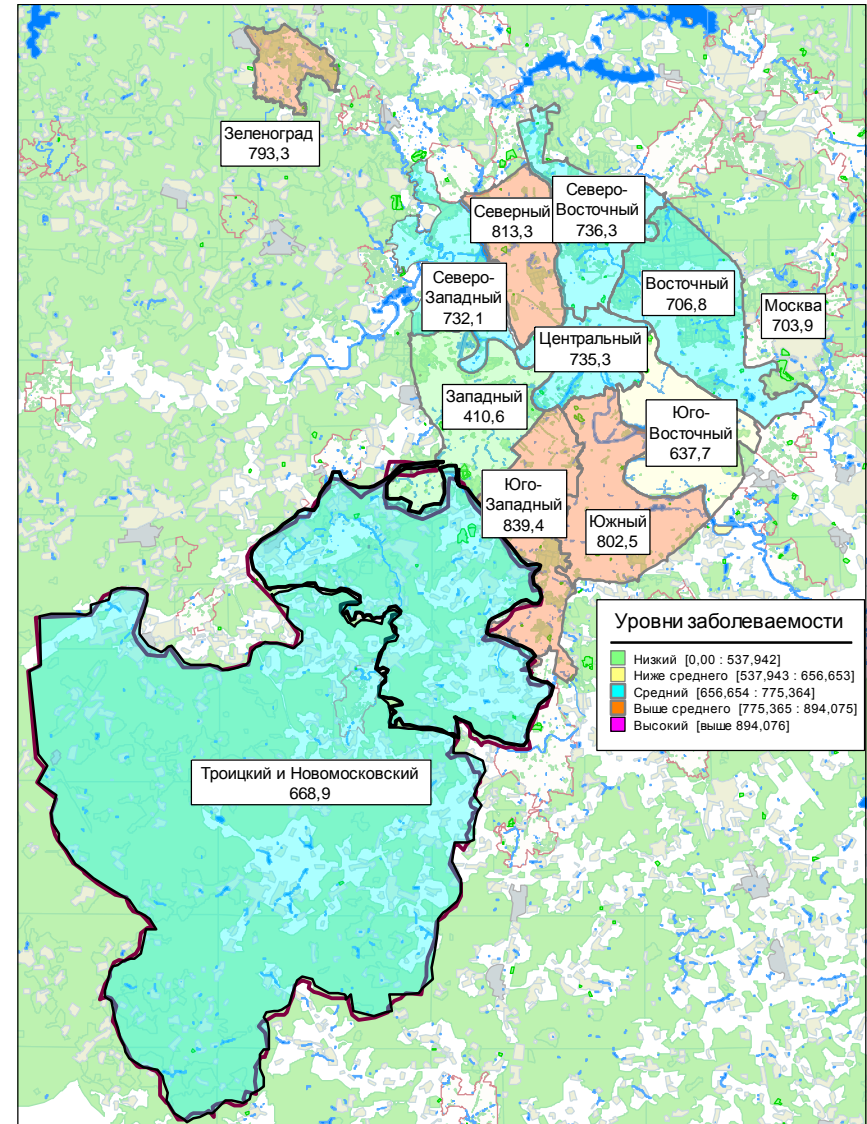 Зеленоград
793,3
Северный
813,3
Северо-
Восточный
736,3
Северо-
Западный
732,1
Восточный
706,8
Москва
703,9
Центральный
735,3
Западный
410,6
Юго-
Восточный
637,7
Юго-
Западный
839,4
Южный
802,5
Троицкий и Новомосковский
668,9
Уровни заболеваемости
Низкий [0,00 : 537,942]
Ниже среднего [537,943 : 656,653]
Средний [656,654 : 775,364]
Выше среднего [775,365 : 894,075]
Высокий [выше 894,076]